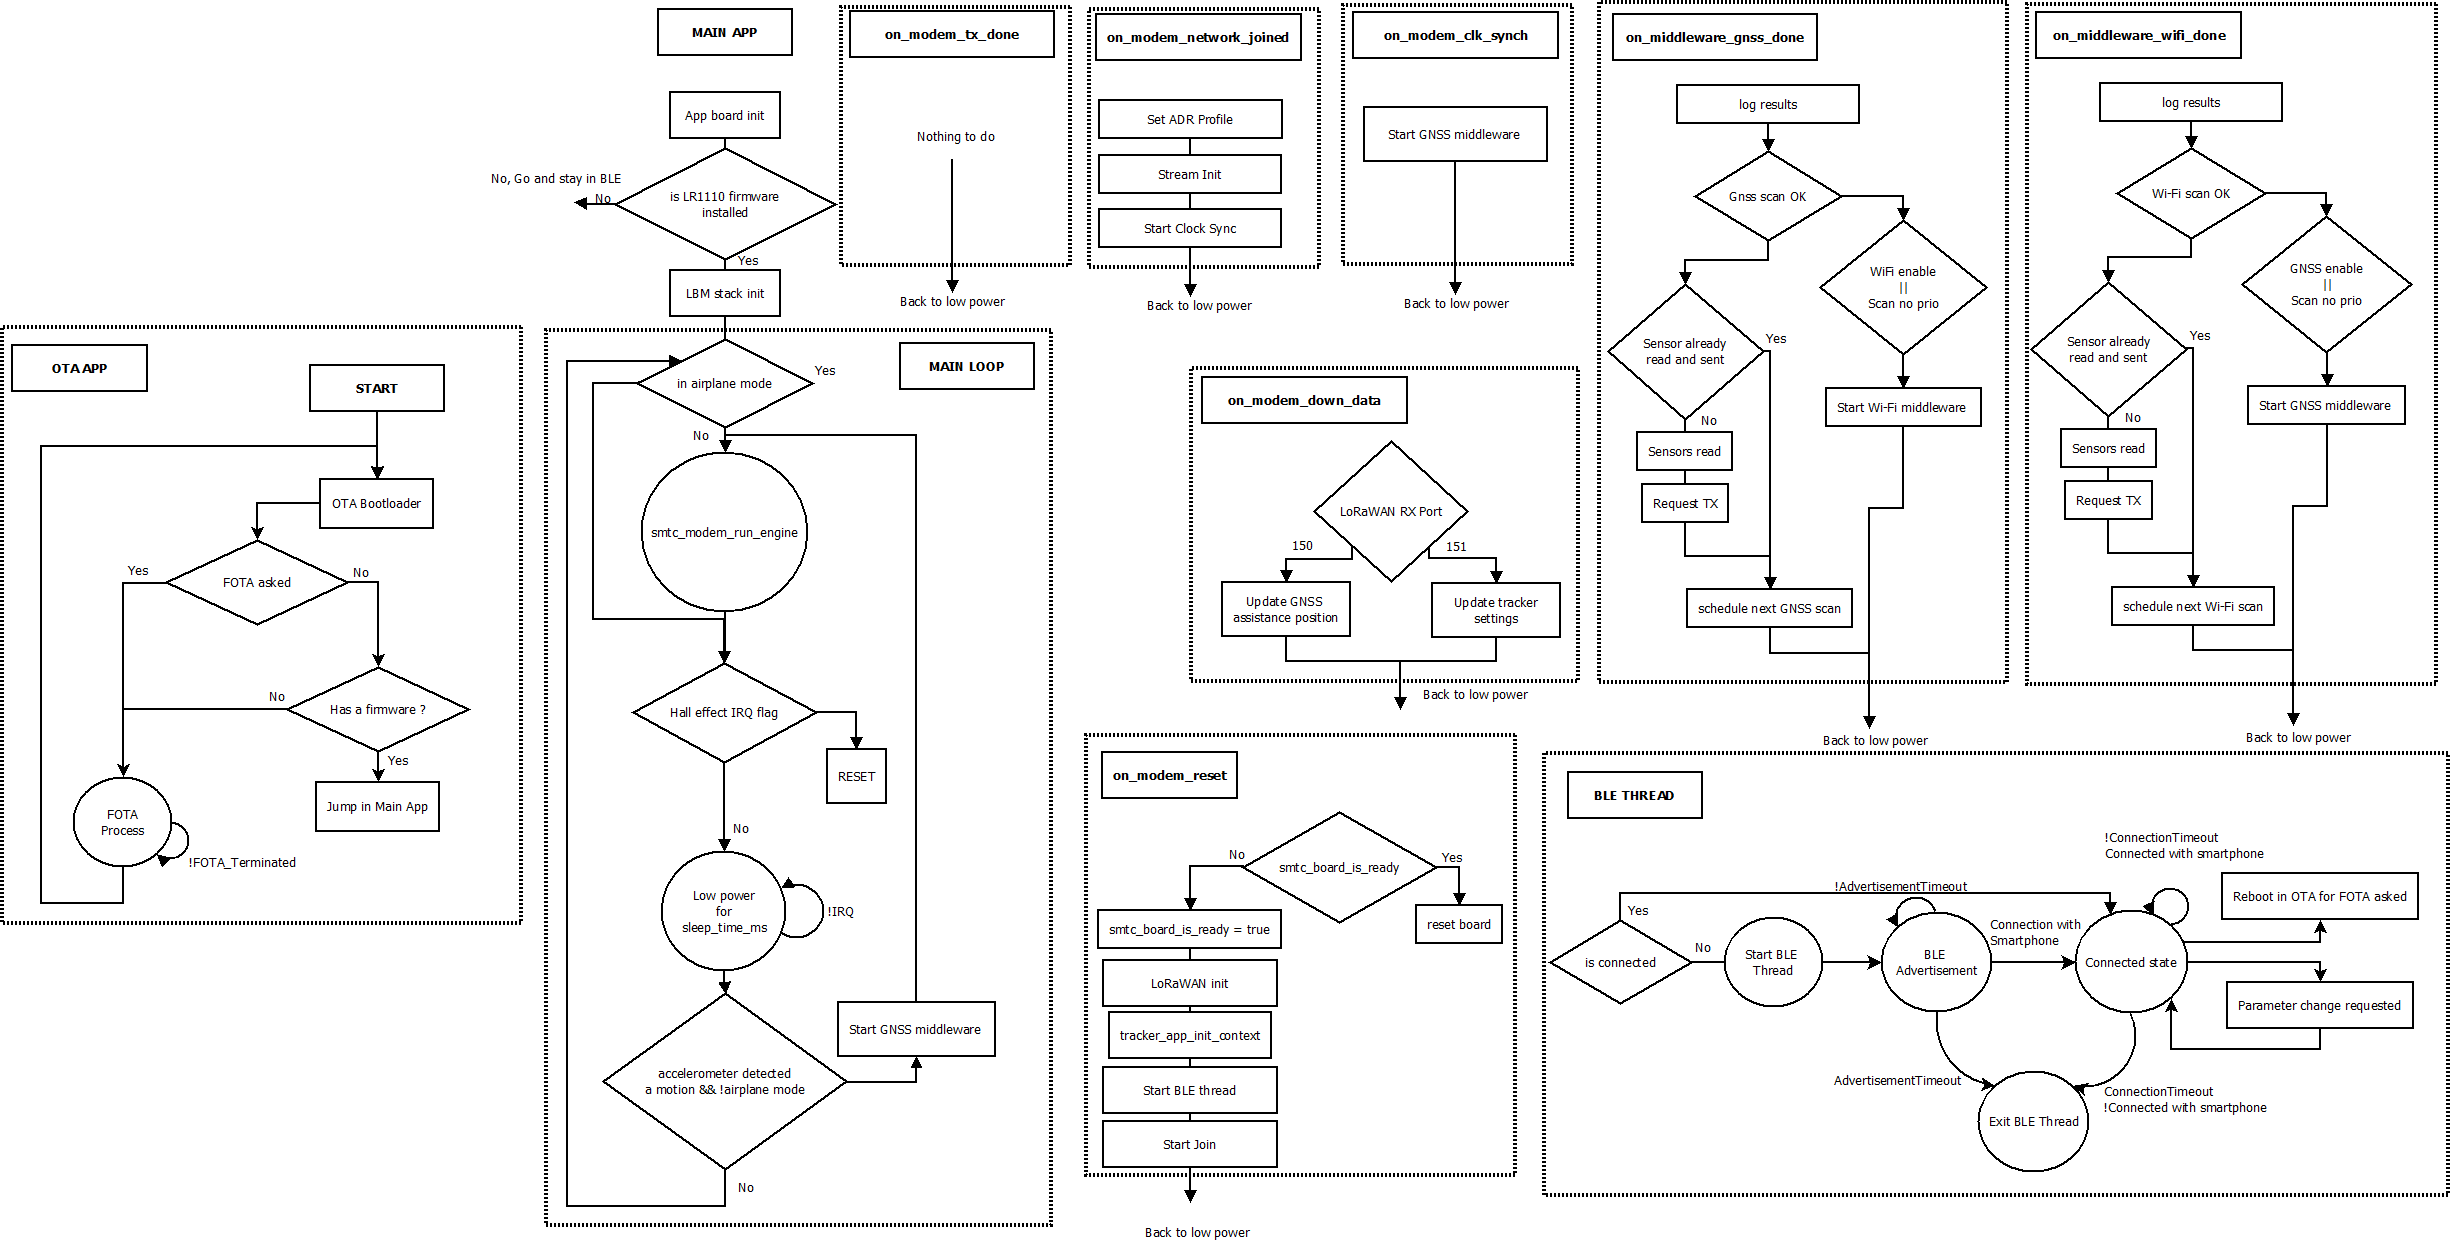 MAIN APP
App board init
No, Go and stay in BLE
No
is LR1110 firmware
installed
Yes
LBM stack init
on_modem_tx_done
Nothing to do
Back to low power
on_modem_network_joined
Set ADR Profile
Stream Init
Start Clock Sync
Back to low power
on_modem_clk_synch
Start GNSS middleware
Back to low power
on_middleware_gnss_done
log results
Gnss scan OK
WiFi enable
||
Scan no prio
Sensor already
read and sent
Yes
No
Start Wi-Fi middleware
Sensors read
Request TX
schedule next GNSS scan
Back to low power
on_middleware_wifi_done
log results
Wi-Fi scan OK
GNSS enable
||
Scan no prio
Sensor already
read and sent
Yes
No
Start GNSS middleware
Sensors read
Request TX
schedule next Wi-Fi scan
Back to low power
OTA APP
START
OTA Bootloader
FOTA asked
Yes
No
Has a firmware ?
No
Yes
Jump in Main App
FOTA
Process
!FOTA_Terminated
MAIN LOOP
in airplane mode
Yes
No
smtc_modem_run_engine
Hall effect IRQ flag
RESET
No
Low power
for
sleep_time_ms
!IRQ
Start GNSS middleware
accelerometer detected
a motion && !airplane mode
No
on_modem_down_data
LoRaWAN RX Port
150
151
Update GNSS
assistance position
Update tracker
settings
Back to low power
on_modem_reset
smtc_board_is_ready
No
Yes
smtc_board_is_ready = true
reset board
LoRaWAN init
tracker_app_init_context
Start BLE thread
Start Join
Back to low power
BLE THREAD
!ConnectionTimeout
Connected with smartphone
!AdvertisementTimeout
Reboot in OTA for FOTA asked
Yes
Connection with
Smartphone
is connected
No
Start BLE
Thread
BLE
Advertisement
Connected state
Parameter change requested
AdvertisementTimeout
ConnectionTimeout
!Connected with smartphone
Exit BLE Thread